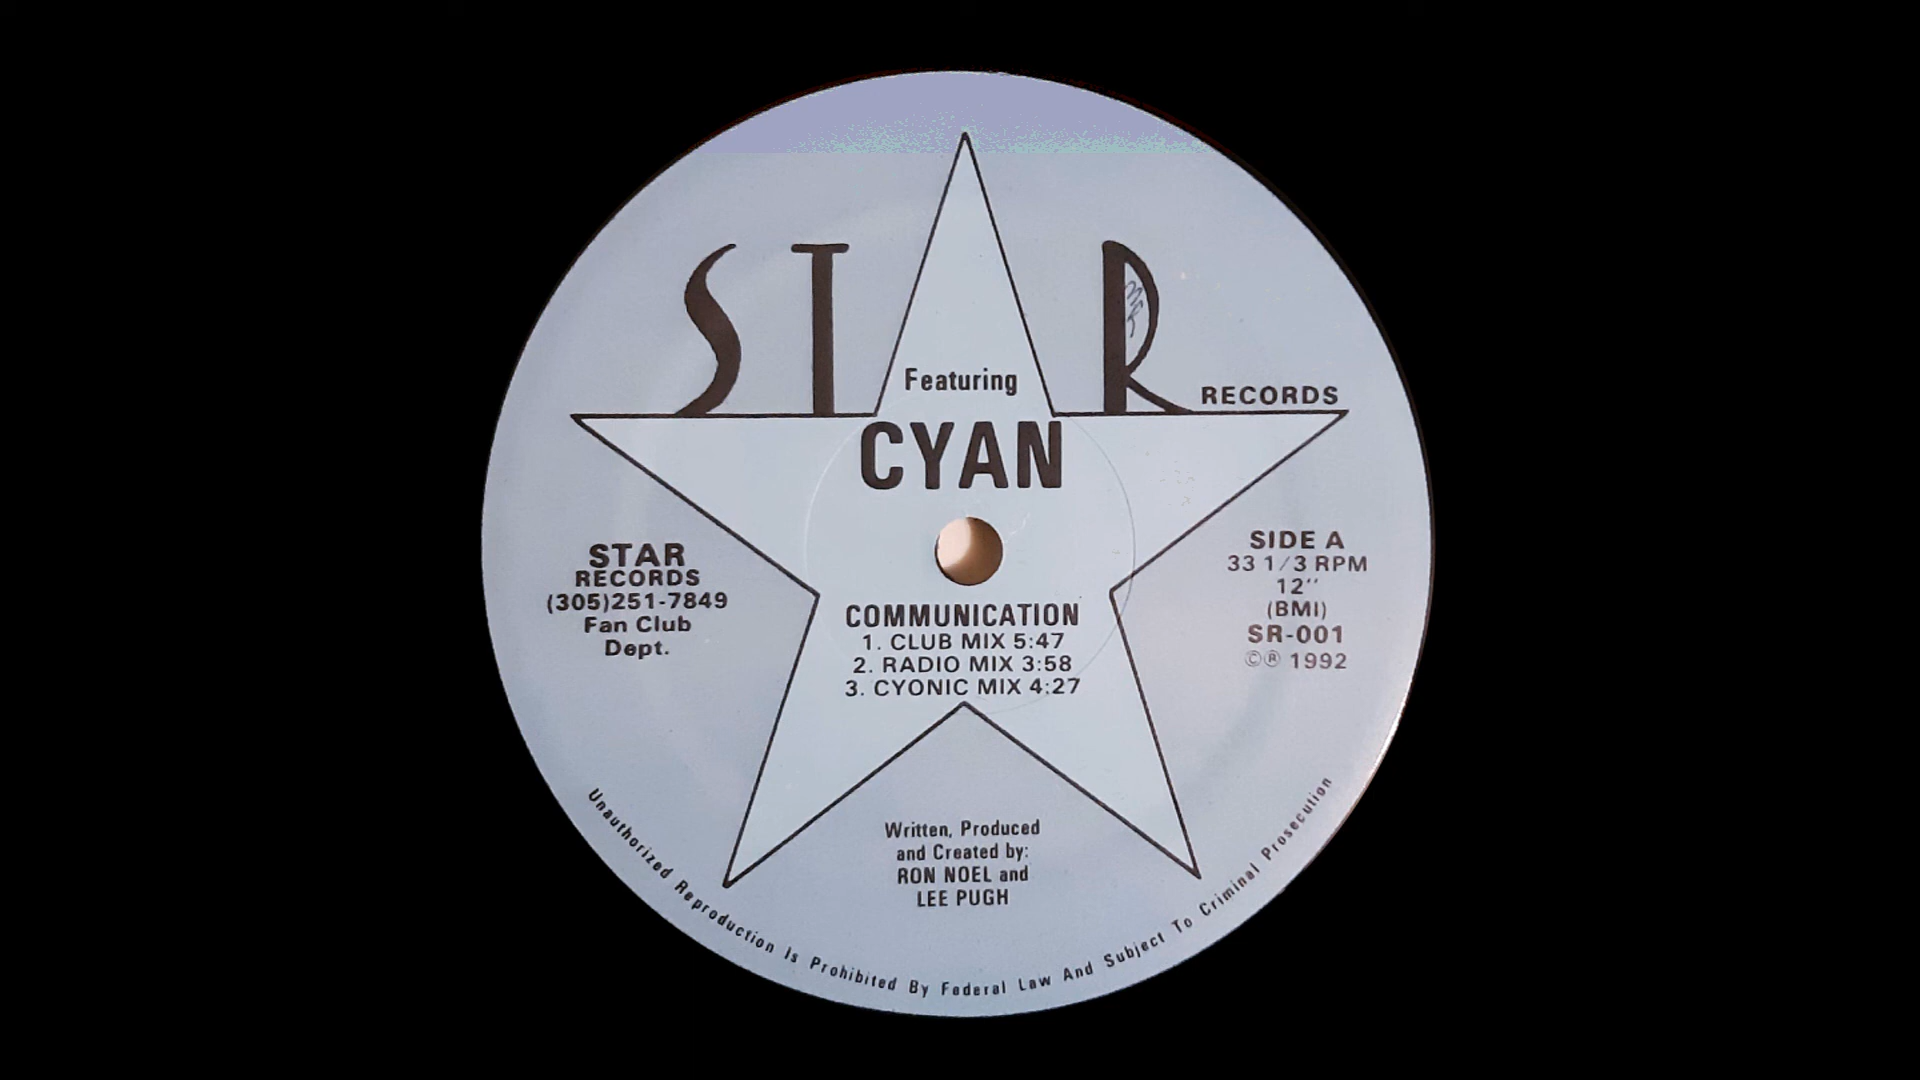 ST R
RECORDS
Featuring
CYAN
STAR
RECORDS
(305)251-7849
Fan Club
Dept.
SIDE A
33 1/3 RPM
12"
(BMI)
SR-001
©® 1992
COMMUNICATION
1. CLUB MIX 5:47
2. RADIO MIX 3:58
3. CYONIC MIX 4:27
Written, Produced
and Created by:
RON NOEL and
LEE PUGH
Unauthorized Reproduction Is Prohibited By Federal Law And Subject To Criminal Prosecution